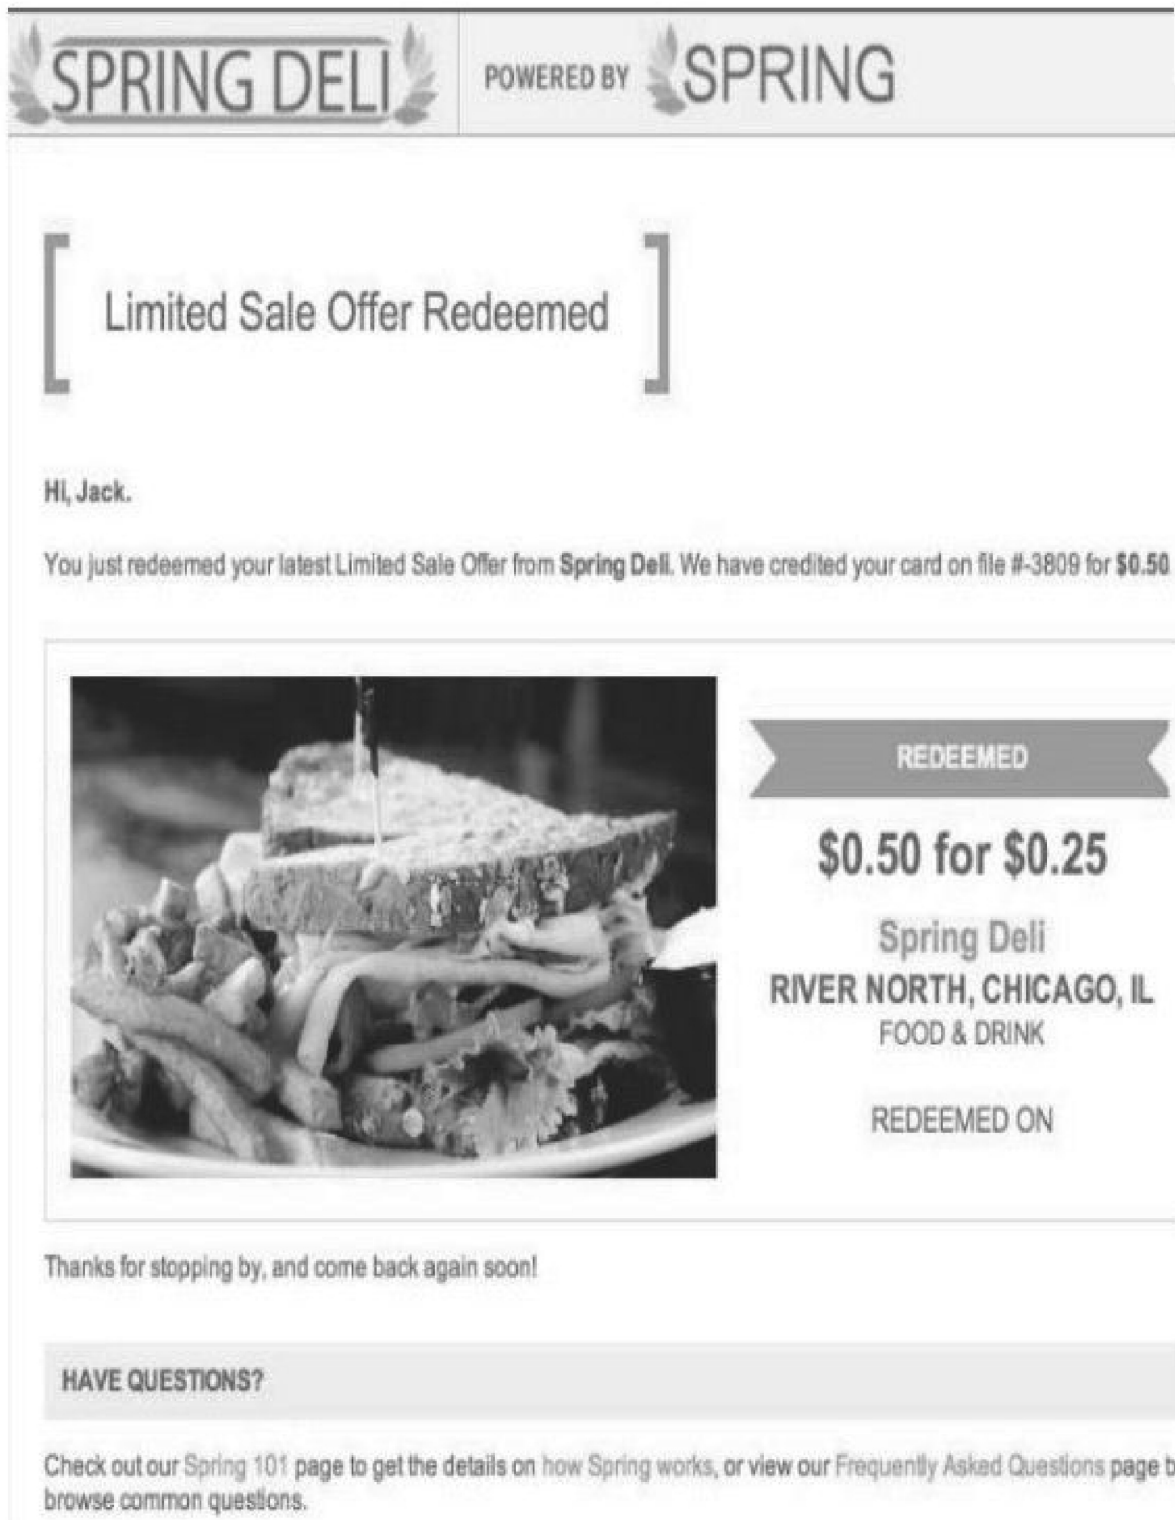 SPRING DELI POWERED BY SPRING
Limited Sale Offer Redeemed
Hi, Jack.
You just redeemed your latest Limited Sale Offer from Spring Deli. We have credited your card on file #-3809 for $0.50
REDEEMED
$0.50 for $0.25
Spring Deli
RIVER NORTH, CHICAGO, IL
FOOD & DRINK
REDEEMED ON
Thanks for stopping by, and come back again soon!
HAVE QUESTIONS?
Check out our Spring 101 page to get the details on how Spring works, or view our Frequently Asked Questions page b
browse common questions.